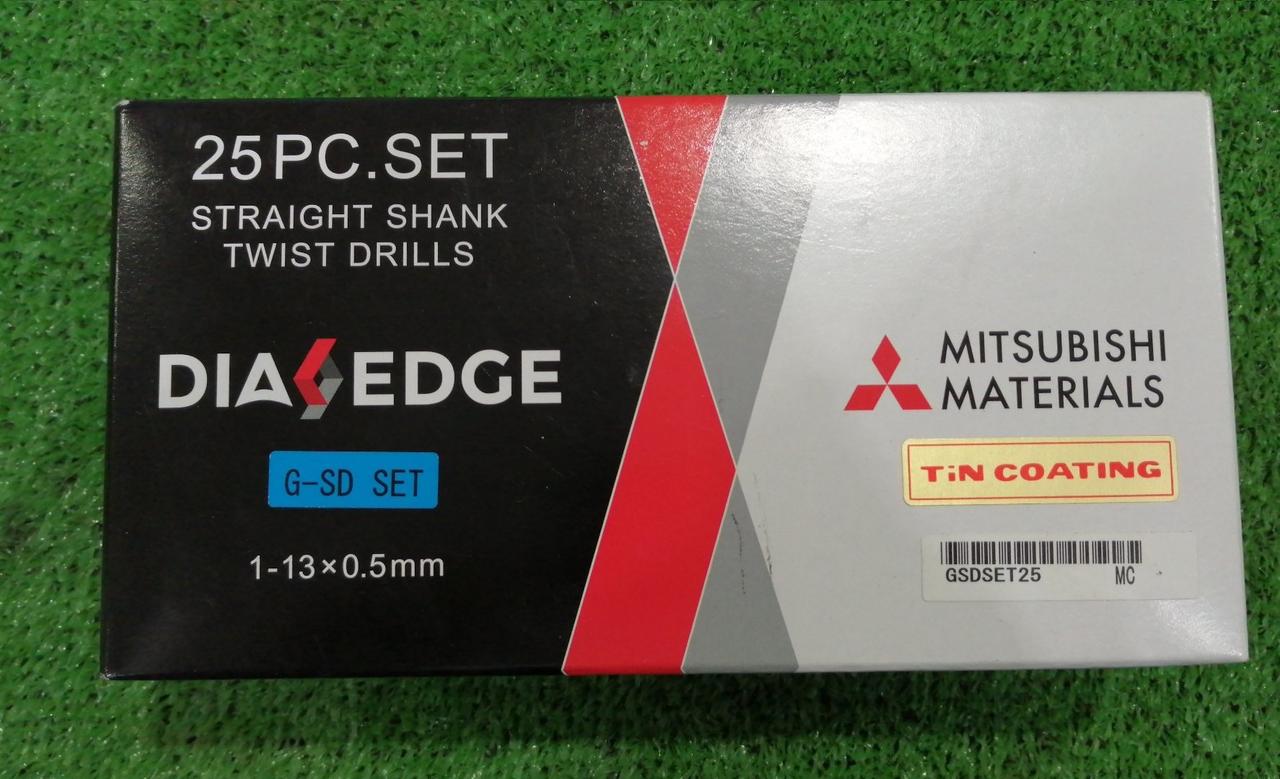 25PC.SET
STRAIGHT SHANK
TWIST DRILLS
DIAEDGE
G-SD SET
1-13×0.5mm
MITSUBISHI
MATERIALS
TiN COATING
GSDSET25 MC